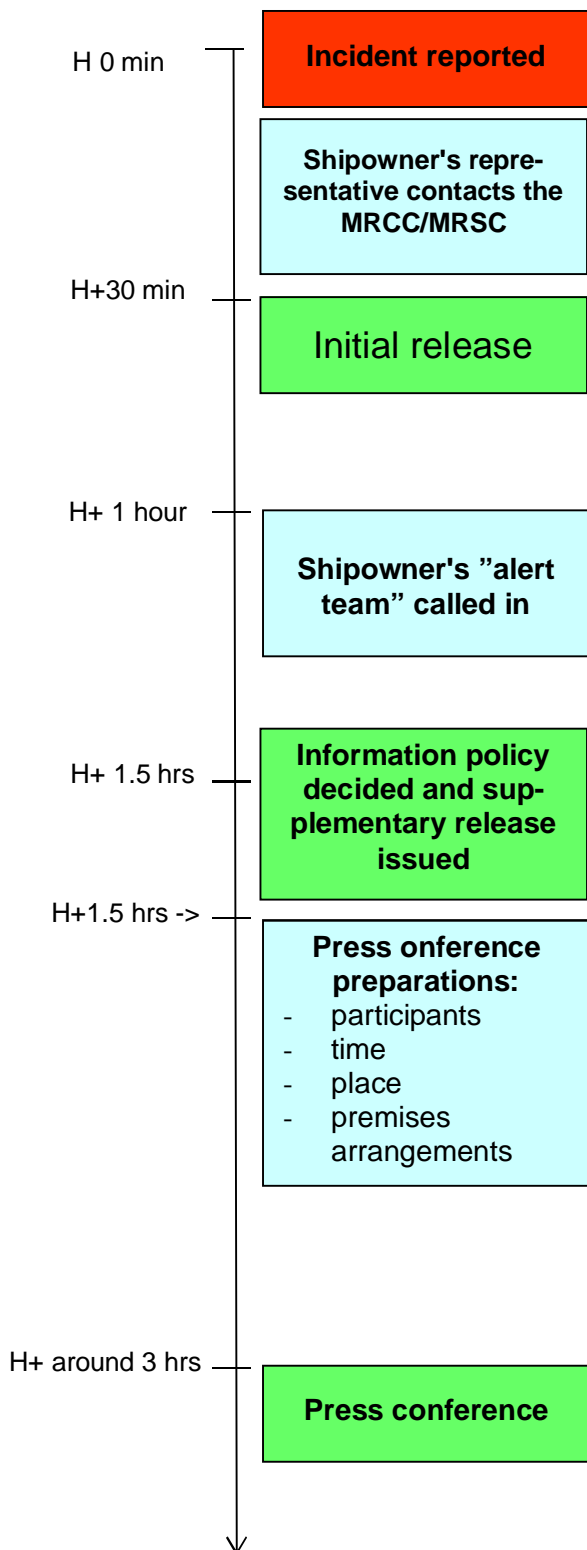 H 0 min
Incident reported
Shipowner's repre-
sentative contacts the
MRCC/MRSC
H+30 min
Initial release
H+ 1 hour
Shipowner's ”alert
team” called in
H+ 1.5 hrs
Information policy
decided and sup-
plementary release
issued
H+1.5 hrs ->
Press onference
preparations:
- participants
- time
- place
- premises
arrangements
H+ around 3 hrs
Press conference